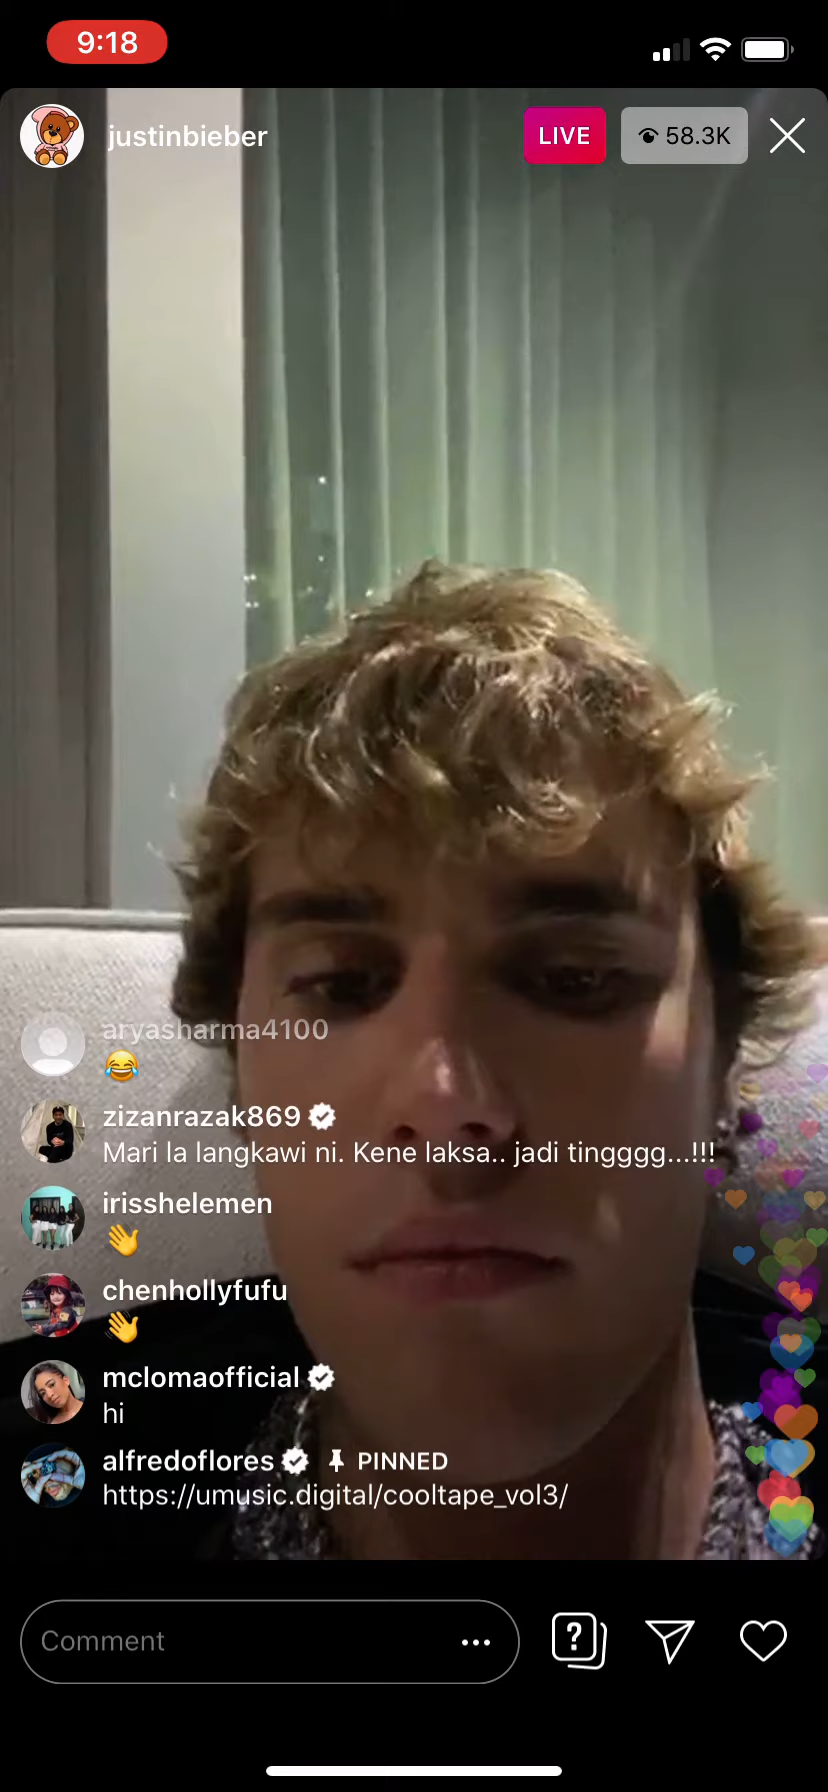 9:18
justinbieber
LIVE
58.3K
aryasharma4100
😂
zizanrazak869
Mari la langkawi ni. Kene laksa.. jadi tingggg...!!!
irisshelemen
👋
chenhollyfufu
👋
mclomaofficial
hi
alfredoflores PINNED
https://umusic.digital/cooltape_vol3/
Comment